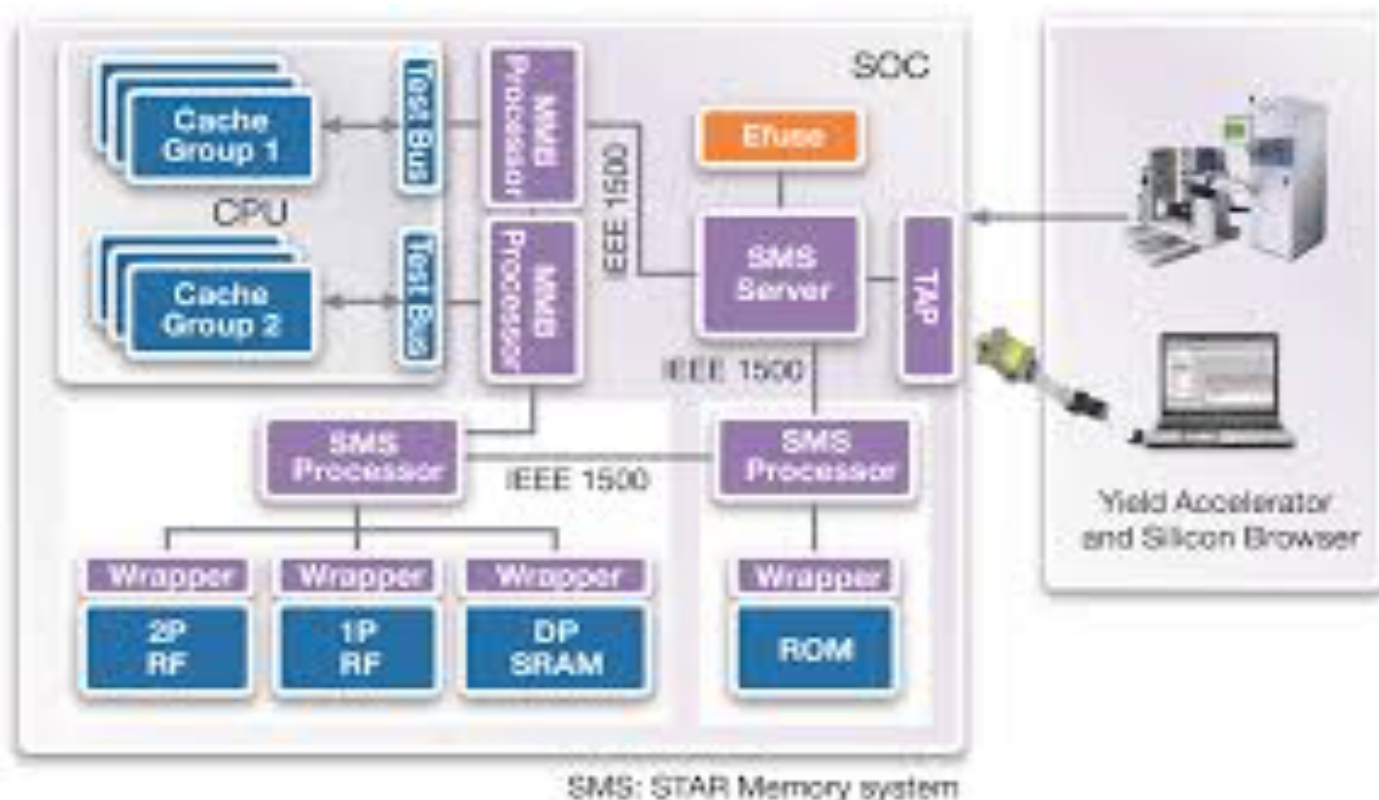 SOC
Cache
Group 1
Test Bus
MMB
Processor
Efuse
CPU
EEE 1500
SMS
Server
TAP
Cache
Group 2
Test Bus
MMB
Processor
IEEE 1500
SMS
Processor
IEEE 1500
SMS
Processor
Wrapper
Wrapper
Wrapper
Wrapper
2P
RF
1P
RF
DP
SRAM
ROM
Yield Accelerator
and Silicon Browser
SMS: STAR Memory system